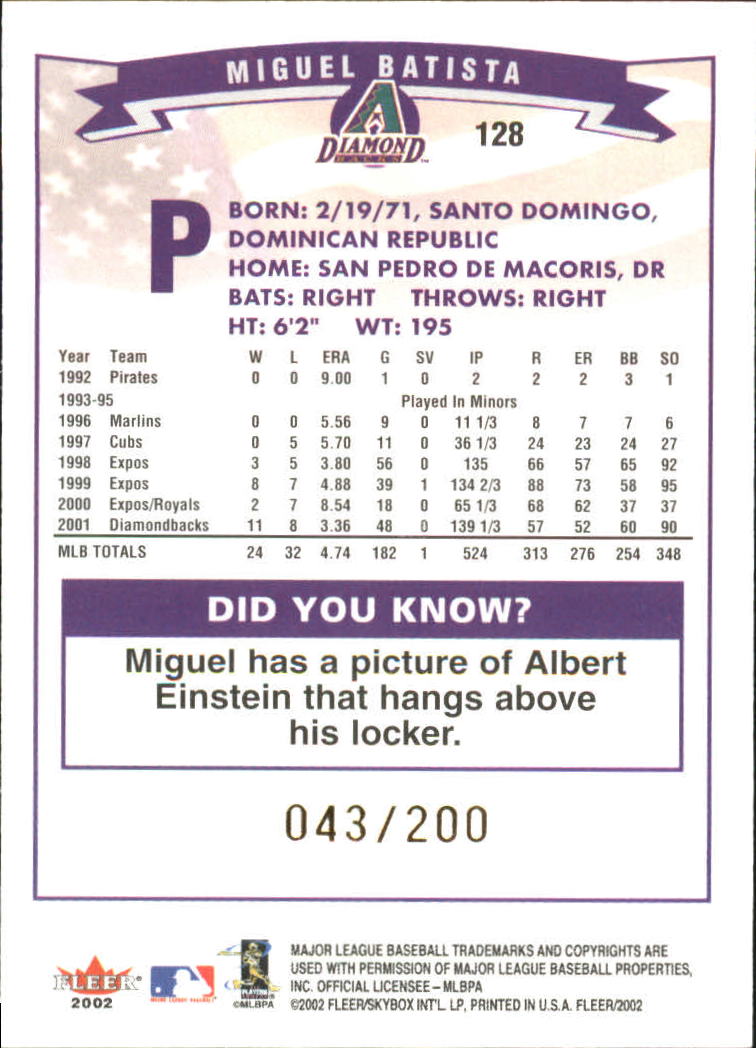 MIGUEL BATISTA
DIAMOND
BACKS
128
P
BORN: 2/19/71, SANTO DOMINGO,
DOMINICAN REPUBLIC
HOME: SAN PEDRO DE MACORIS, DR
BATS: RIGHT THROWS: RIGHT
HT: 6'2" WT: 195
Year Team W L ERA G SV IP R ER BB SO
1992 Pirates 0 0 9.00 1 0 2 2 2 3 1
1993-95 Played In Minors
1996 Marlins 0 0 5.56 9 0 11 1/3 8 7 7 6
1997 Cubs 0 5 5.70 11 0 36 1/3 24 23 24 27
1998 Expos 3 5 3.80 56 0 135 66 57 65 92
1999 Expos 8 7 4.88 39 1 134 2/3 88 73 58 95
2000 Expos/Royals 2 7 8.54 18 0 65 1/3 68 62 37 37
2001 Diamondbacks 11 8 3.36 48 0 139 1/3 57 52 60 90
MLB TOTALS 24 32 4.74 182 1 524 313 276 254 348
DID YOU KNOW?
Miguel has a picture of Albert
Einstein that hangs above
his locker.
043/200
FLEER
2002
MAJOR LEAGUE BASEBALL
©MLBPA
MAJOR LEAGUE BASEBALL TRADEMARKS AND COPYRIGHTS ARE
USED WITH PERMISSION OF MAJOR LEAGUE BASEBALL PROPERTIES,
INC. OFFICIAL LICENSEE – MLBPA
©2002 FLEER/SKYBOX INT'L. LP, PRINTED IN U.S.A. FLEER/2002